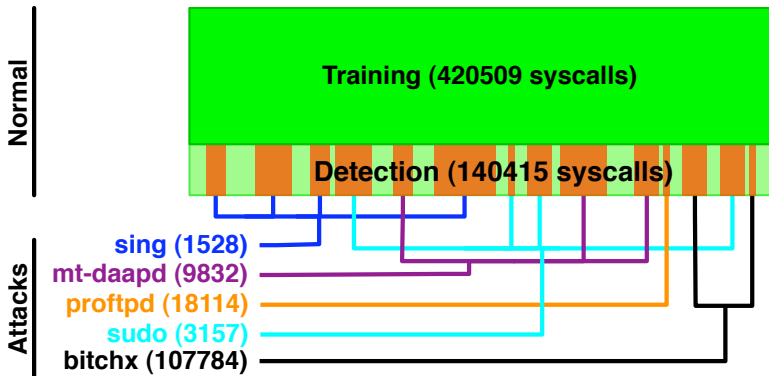 Normal
Training (420509 syscalls)
Detection (140415 syscalls)
Attacks
sing (1528)
mt-daapd (9832)
proftpd (18114)
sudo (3157)
bitchx (107784)